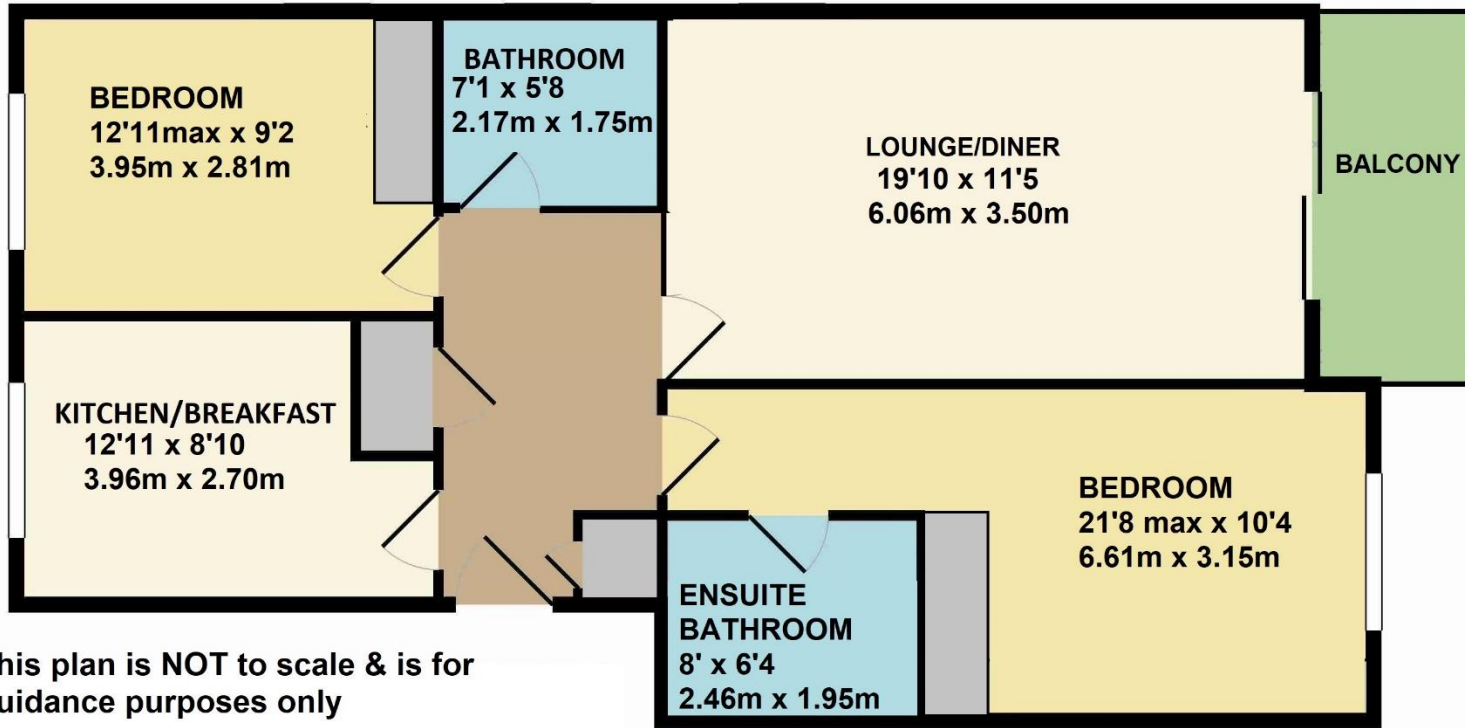 BEDROOM
12'11max x 9'2
3.95m x 2.81m
BATHROOM
7'1 x 5'8
2.17m x 1.75m
LOUNGE/DINER
19'10 x 11'5
6.06m x 3.50m
BALCONY
KITCHEN/BREAKFAST
12'11 x 8'10
3.96m x 2.70m
BEDROOM
21'8 max x 10'4
6.61m x 3.15m
ENSUITE
BATHROOM
8' x 6'4
2.46m x 1.95m
his plan is NOT to scale & is for
uidance purposes only